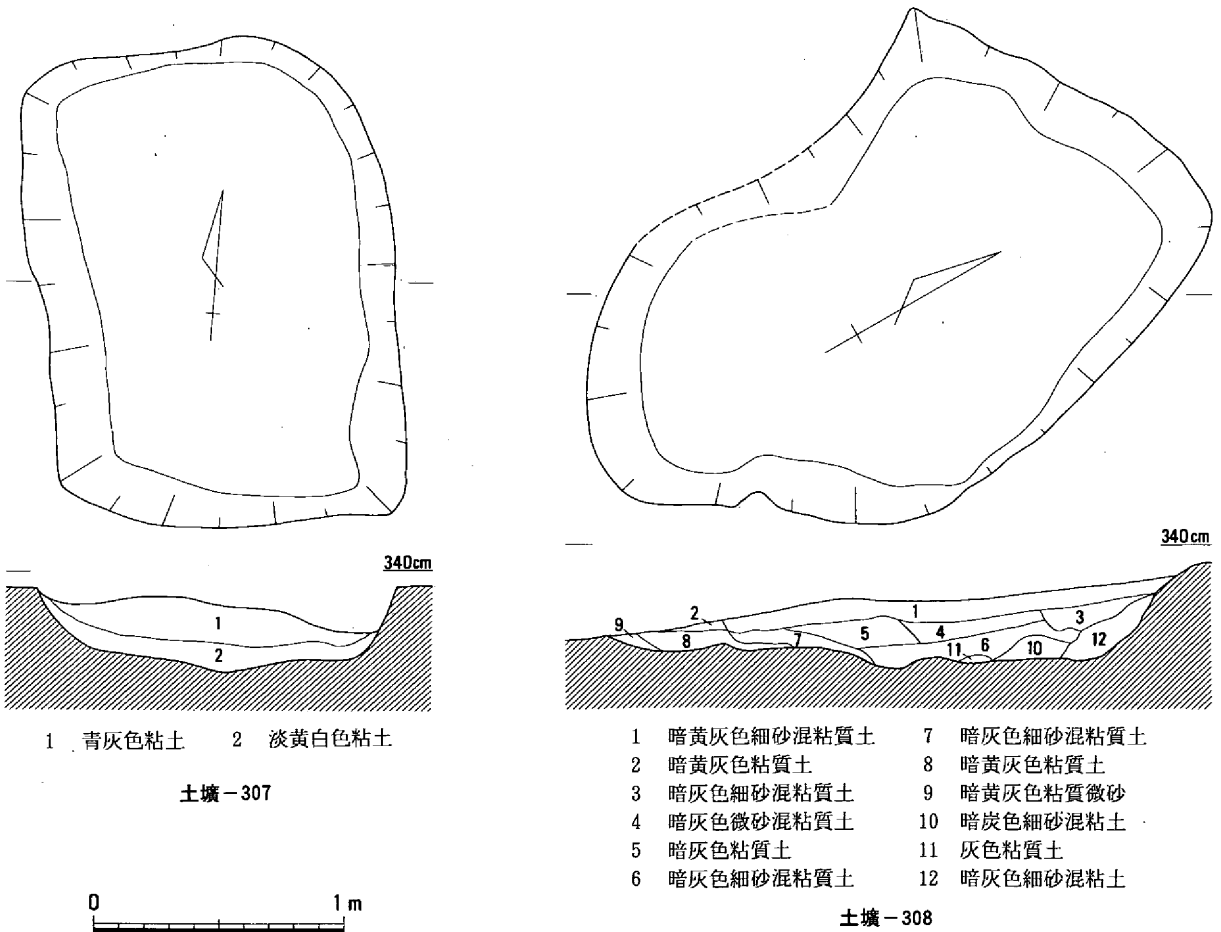 340cm
1
2
1 青灰色粘土 2 淡黄白色粘土
土壙－307
0 1m
340cm
9 2 1 3
8 7 5 4 11 6 10 12
1 暗黄灰色細砂混粘質土
2 暗黄灰色粘質土
3 暗灰色細砂混粘質土
4 暗灰色微砂混粘質土
5 暗灰色粘質土
6 暗灰色細砂混粘質土
7 暗灰色細砂混粘質土
8 暗黄灰色粘質土
9 暗黄灰色粘質微砂
10 暗炭色細砂混粘土
11 灰色粘質土
12 暗灰色細砂混粘土
土壙－308